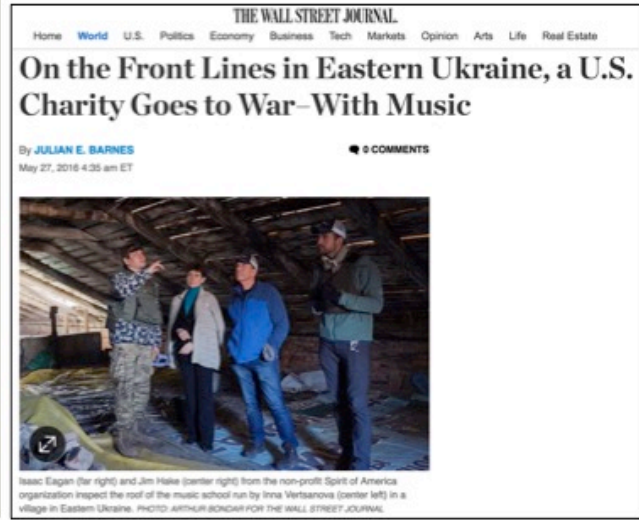 THE WALL STREET JOURNAL.
Home World U.S. Politics Economy Business Tech Markets Opinion Arts Life Real Estate
On the Front Lines in Eastern Ukraine, a U.S.
Charity Goes to War–With Music
By JULIAN E. BARNES
0 COMMENTS
May 27, 2016 4:35 am ET
Isaac Eagan (far right) and Jim Hake (center right) from the non-profit Spirit of America
organization inspect the roof of the music school run by Inna Vertsanova (center left) in a
village in Eastern Ukraine. PHOTO: ARTHUR BONDAR FOR THE WALL STREET JOURNAL